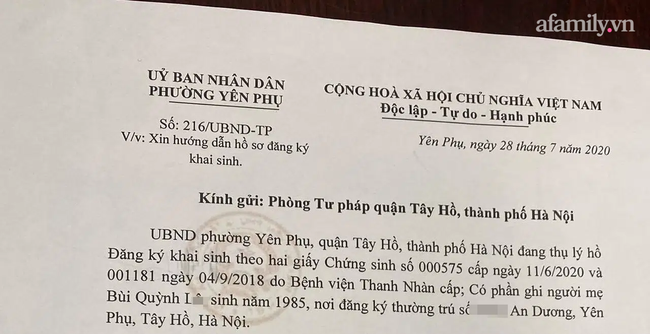 afamily.vn
UỶ BAN NHÂN DÂN
PHƯỜNG YÊN PHỤ
CỘNG HOÀ XÃ HỘI CHỦ NGHĨA VIỆT NAM
Độc lập - Tự do - Hạnh phúc
Số: 216/UBND-TP
V/v: Xin hướng dẫn hồ sơ đăng ký
khai sinh.
Yên Phụ, ngày 28 tháng 7 năm 2020
Kính gửi: Phòng Tư pháp quận Tây Hồ, thành phố Hà Nội
UBND phường Yên Phụ, quận Tây Hồ, thành phố Hà Nội đang thụ lý hồ
Đăng ký khai sinh theo hai giấy Chứng sinh số 000575 cấp ngày 11/6/2020 và
001181 ngày 04/9/2018 do Bệnh viện Thanh Nhàn cấp; Có phần ghi người mẹ
Bùi Quỳnh sinh năm 1985, nơi đăng ký thường trú số An Dương, Yên
Phụ, Tây Hồ, Hà Nội.